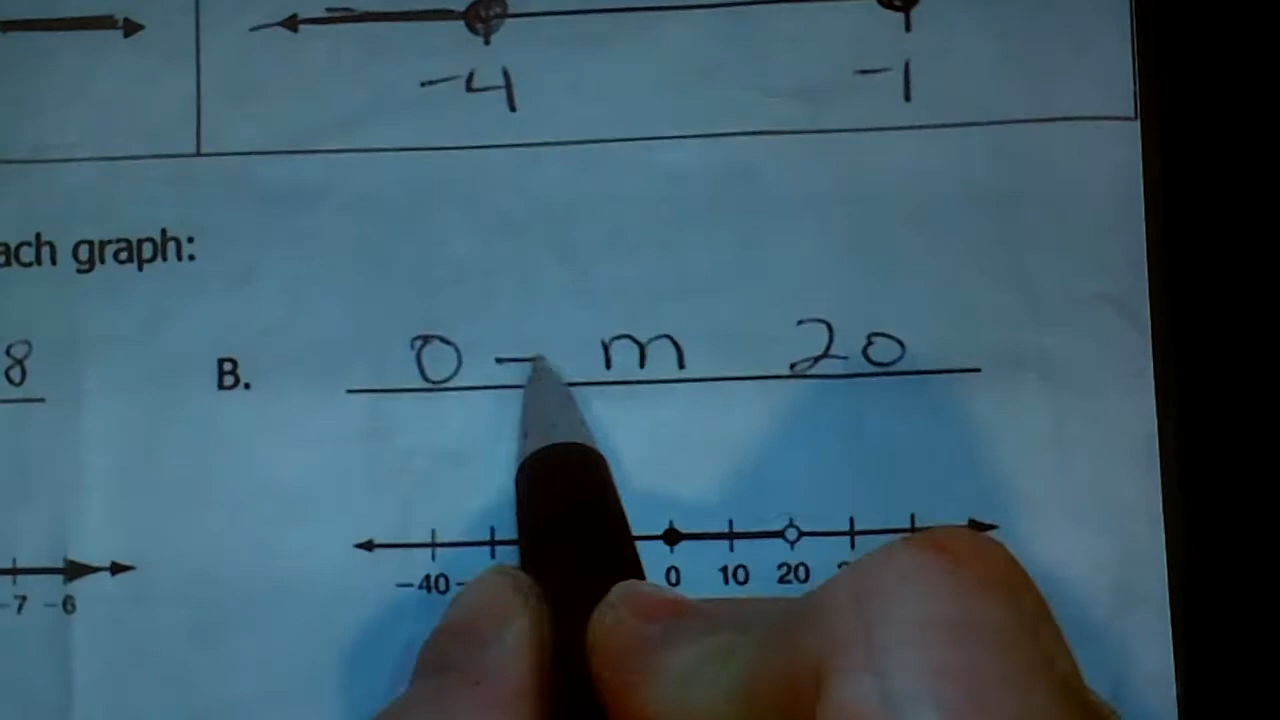 -4 -1
ach graph:
8 B. 0 - m 20
-7 -6 -40 0 10 20